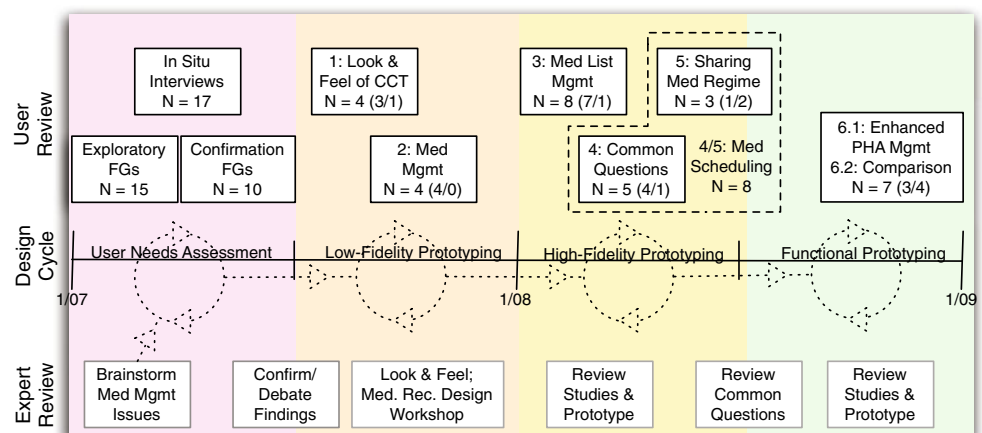 User
Review
In Situ
Interviews
N = 17
Exploratory
FGs
N = 15
Confirmation
FGs
N = 10
1: Look &
Feel of CCT
N = 4 (3/1)
2: Med
Mgmt
N = 4 (4/0)
3: Med List
Mgmt
N = 8 (7/1)
4: Common
Questions
N = 5 (4/1)
5: Sharing
Med Regime
N = 3 (1/2)
4/5: Med
Scheduling
N = 8
6.1: Enhanced
PHA Mgmt
6.2: Comparison
N = 7 (3/4)
Design
Cycle
User Needs Assessment
Low-Fidelity Prototyping
High-Fidelity Prototyping
Functional Prototyping
1/07
1/08
1/09
Expert
Review
Brainstorm
Med Mgmt
Issues
Confirm/
Debate
Findings
Look & Feel;
Med. Rec. Design
Workshop
Review
Studies &
Prototype
Review
Common
Questions
Review
Studies &
Prototype